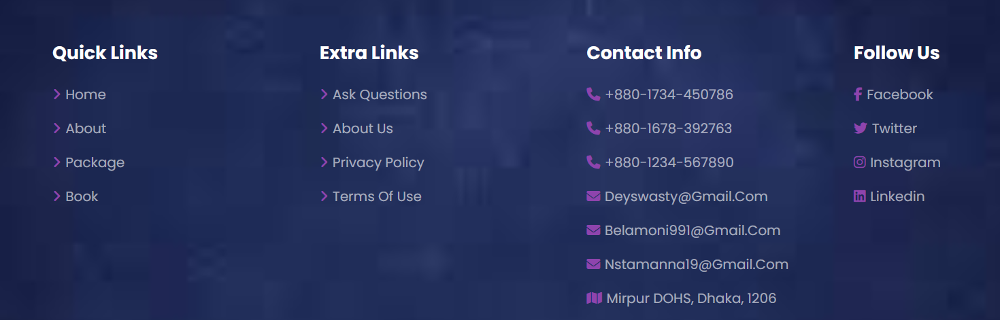 Quick Links
Home
About
Package
Book
Extra Links
Ask Questions
About Us
Privacy Policy
Terms Of Use
Contact Info
+880-1734-450786
+880-1678-392763
+880-1234-567890
Deyswasty@Gmail.Com
Belamoni991@Gmail.Com
Nstamanna19@Gmail.Com
Mirpur DOHS, Dhaka, 1206
Follow Us
Facebook
Twitter
Instagram
Linkedin